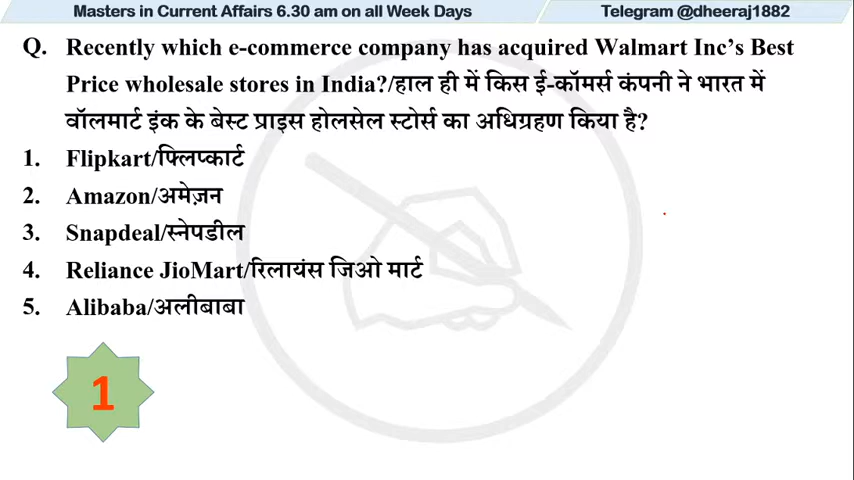 Masters in Current Affairs 6.30 am on all Week Days
Telegram @dheeraj1882
Q. Recently which e-commerce company has acquired Walmart Inc's Best
Price wholesale stores in India?/हाल ही में किस ई-कॉमर्स कंपनी ने भारत में
वॉलमार्ट इंक के बेस्ट प्राइस होलसेल स्टोर्स का अधिग्रहण किया है?
1. Flipkart/फ्लिप्कार्ट
2. Amazon/अमेज़न
3. Snapdeal/स्नेपडील
4. Reliance JioMart/रिलायंस जिओ मार्ट
5. Alibaba/अलीबाबा
1